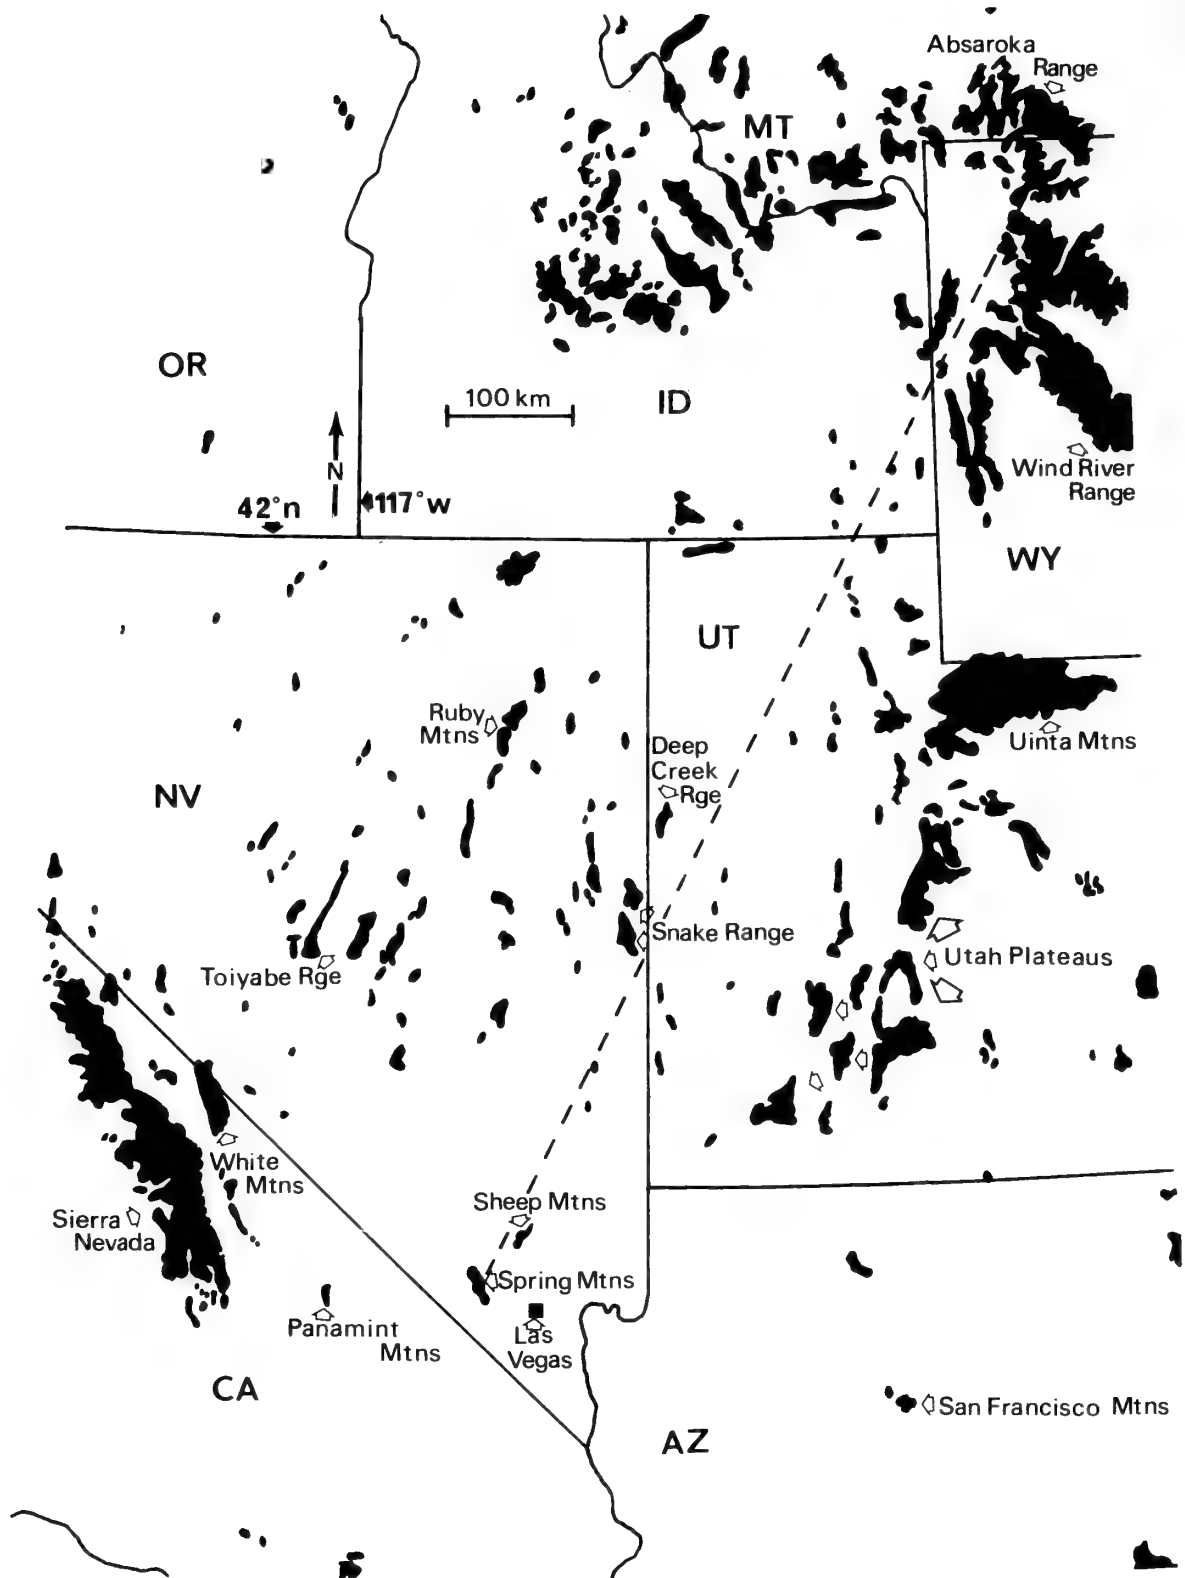 Absaroka
Range
MT
OR
100 km
ID
N
Wind River
Range
42°n
117°w
WY
UT
Ruby
Mtns
Uinta Mtns
Deep
Creek
Rge
NV
Snake Range
Utah Plateaus
Toiyabe Rge
White
Mtns
Sierra
Nevada
Sheep Mtns
Spring Mtns
Panamint
Mtns
Las
Vegas
CA
San Francisco Mtns
AZ